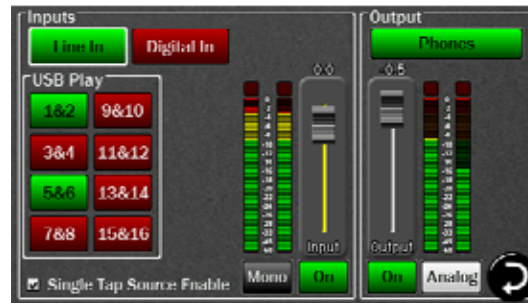 Inputs
Line In
Digital In
USB Play
1&2
9&10
3&4
11&12
5&6
13&14
7&8
15&16
Single Tap Source Enable
0.0
Input
Mono
On
Output
Phones
-0.5
Output
On
Analog